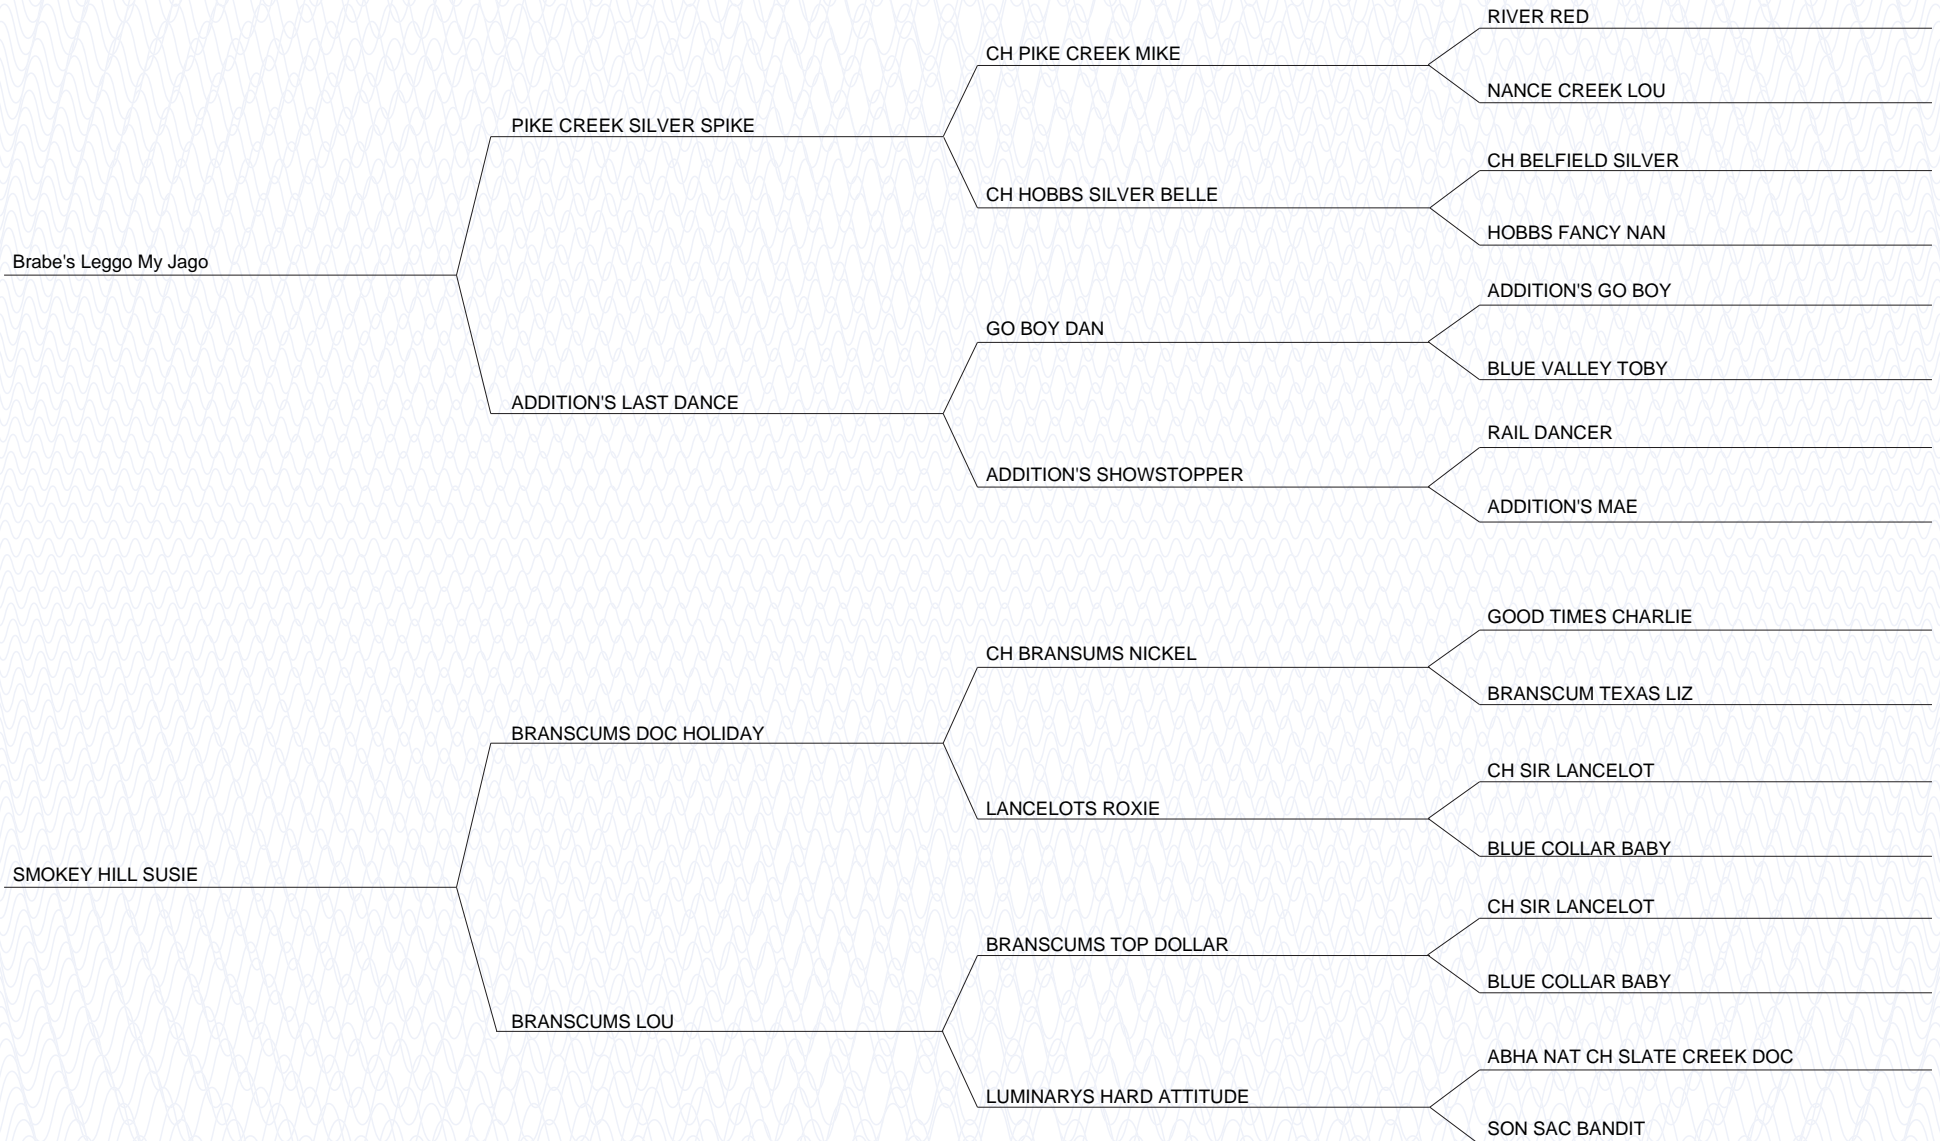 RIVER RED
CH PIKE CREEK MIKE
NANCE CREEK LOU
PIKE CREEK SILVER SPIKE
CH BELFIELD SILVER
CH HOBBS SILVER BELLE
HOBBS FANCY NAN
Brabe's Leggo My Jago
ADDITION'S GO BOY
GO BOY DAN
BLUE VALLEY TOBY
ADDITION'S LAST DANCE
RAIL DANCER
ADDITION'S SHOWSTOPPER
ADDITION'S MAE
GOOD TIMES CHARLIE
CH BRANSUMS NICKEL
BRANSCUM TEXAS LIZ
BRANSCUMS DOC HOLIDAY
CH SIR LANCELOT
LANCELOTS ROXIE
BLUE COLLAR BABY
SMOKEY HILL SUSIE
CH SIR LANCELOT
BRANSCUMS TOP DOLLAR
BLUE COLLAR BABY
BRANSCUMS LOU
ABHA NAT CH SLATE CREEK DOC
LUMINARYS HARD ATTITUDE
SON SAC BANDIT